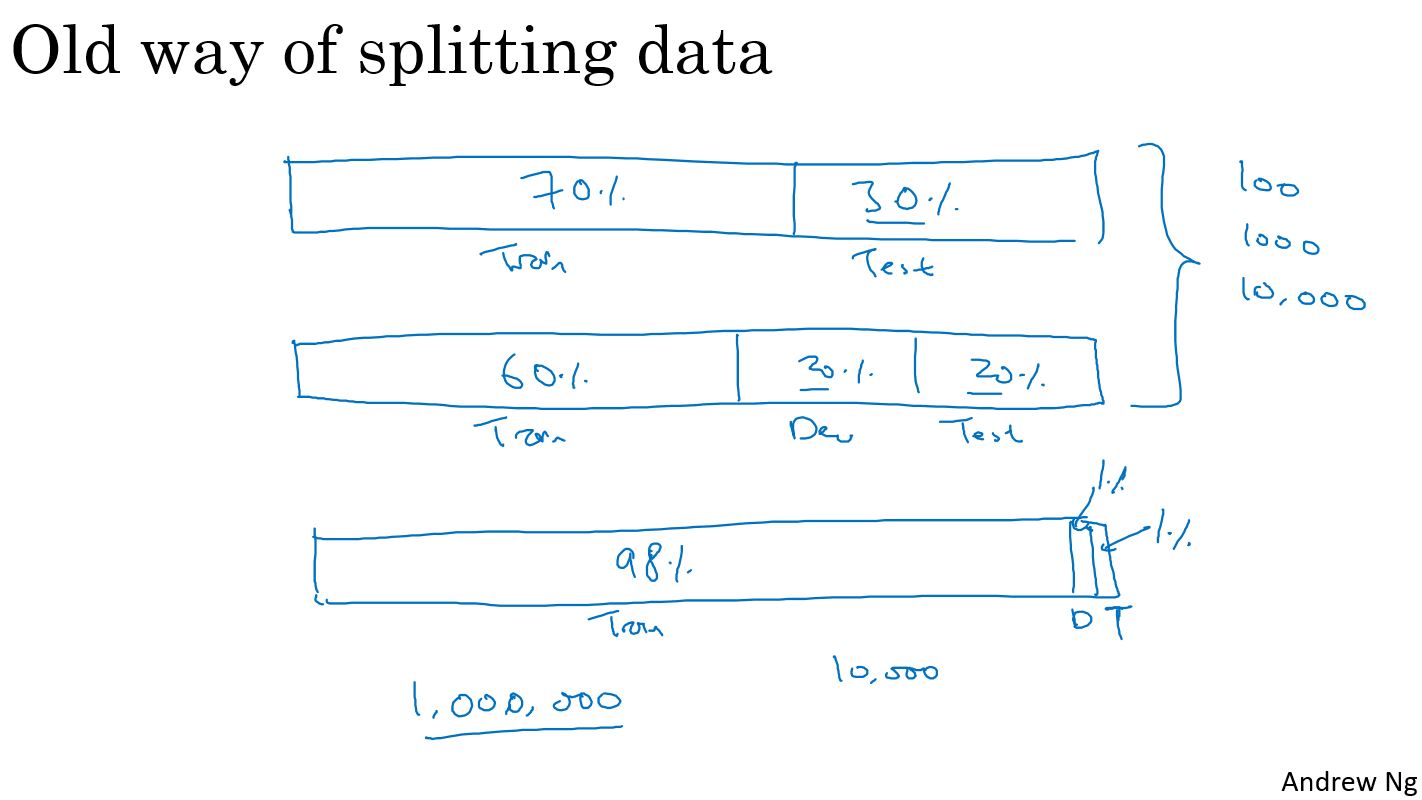 Old way of splitting data
70% 30%
Train Test
100
1000
10,000
60% 20% 20%
Train Dev Test
1%
1%
98%
Train D T
10,000
1,000,000
Andrew Ng